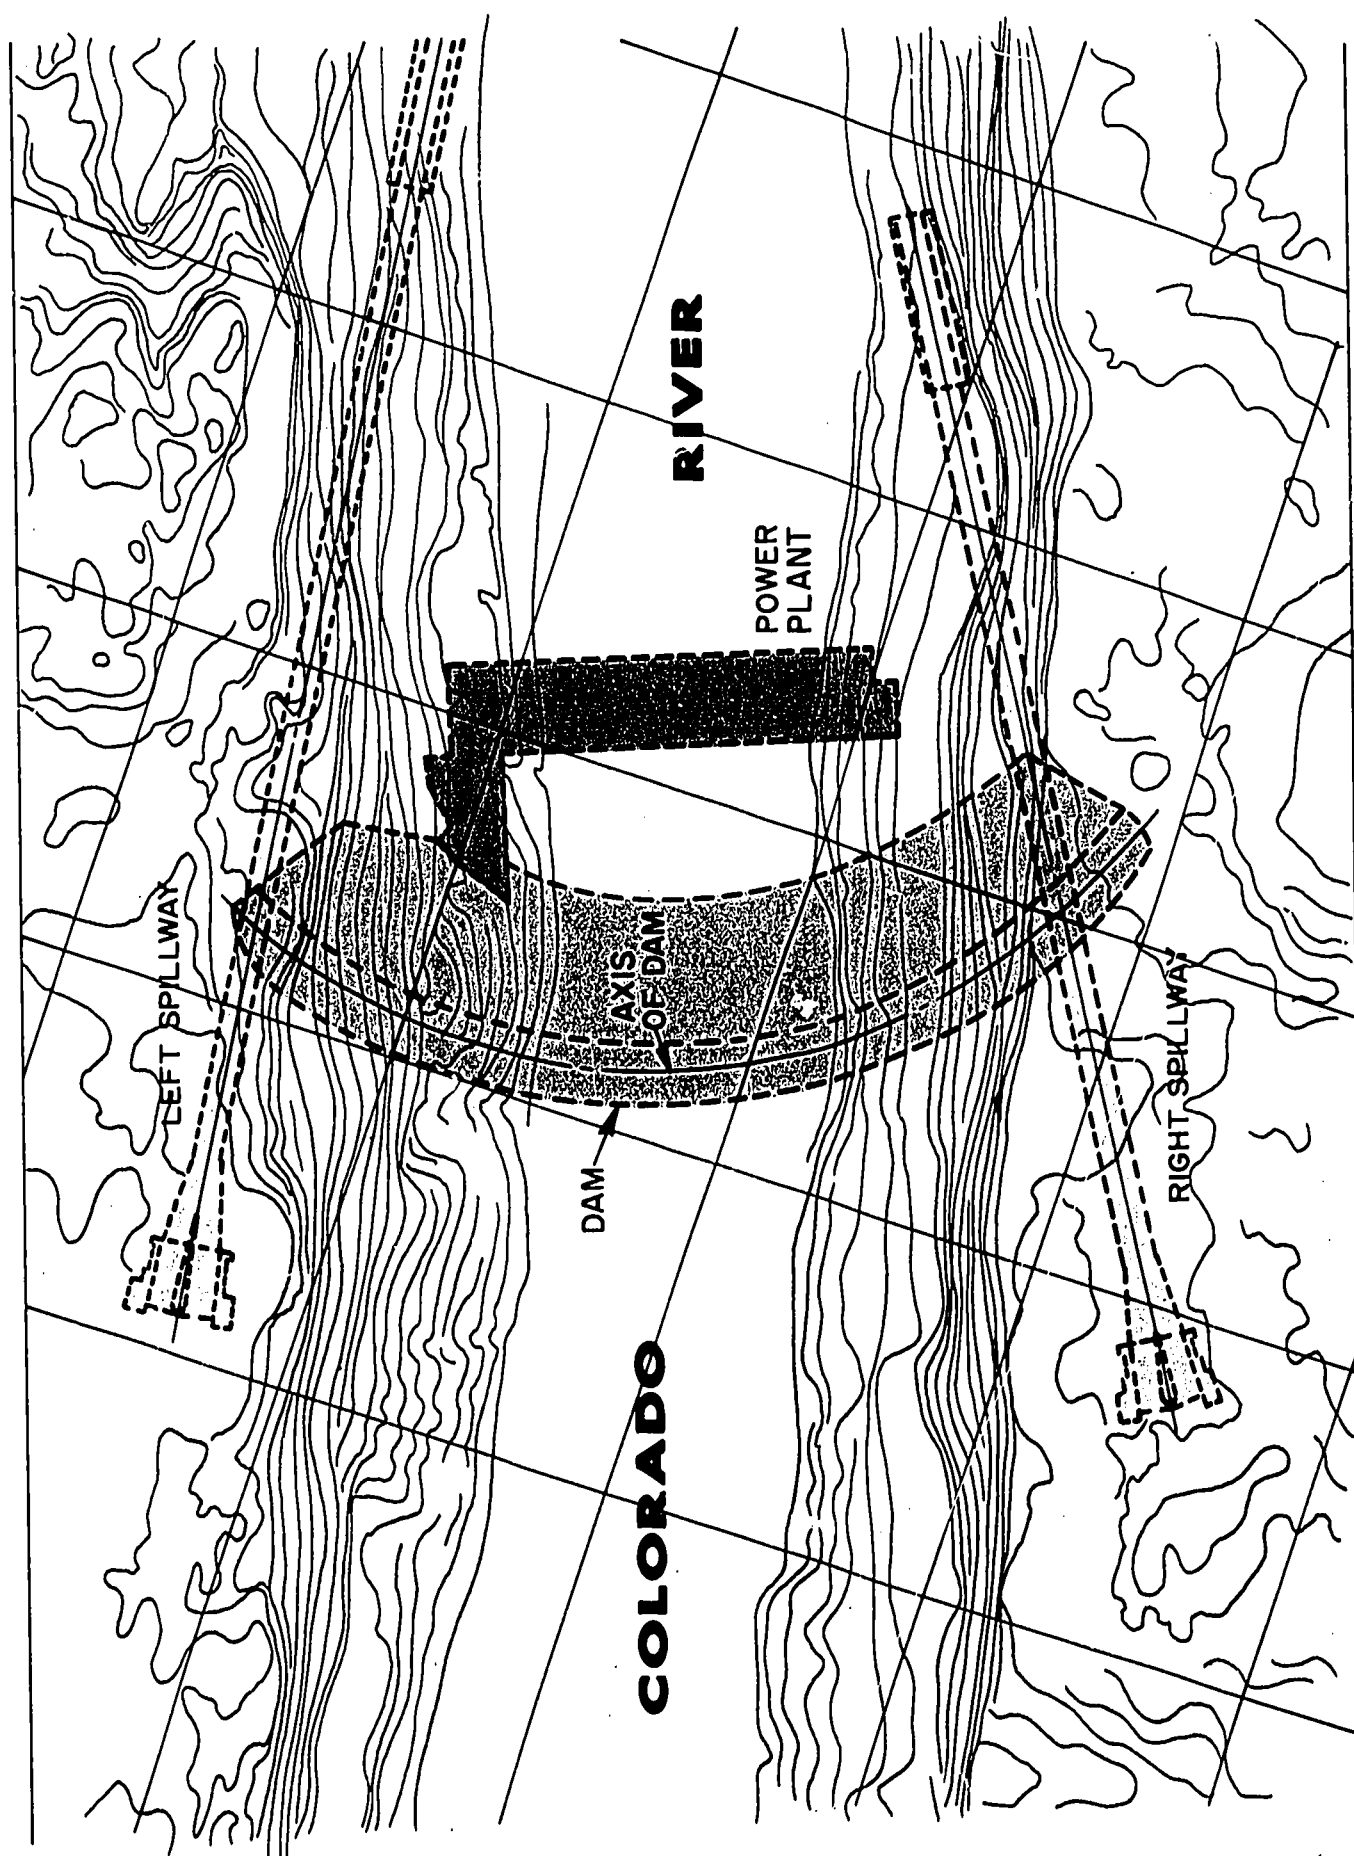 LEFT SPILLWAY
COLORADO
RIVER
DAM
AXIS
OF DAM
POWER
PLANT
RIGHT SPILLWAY